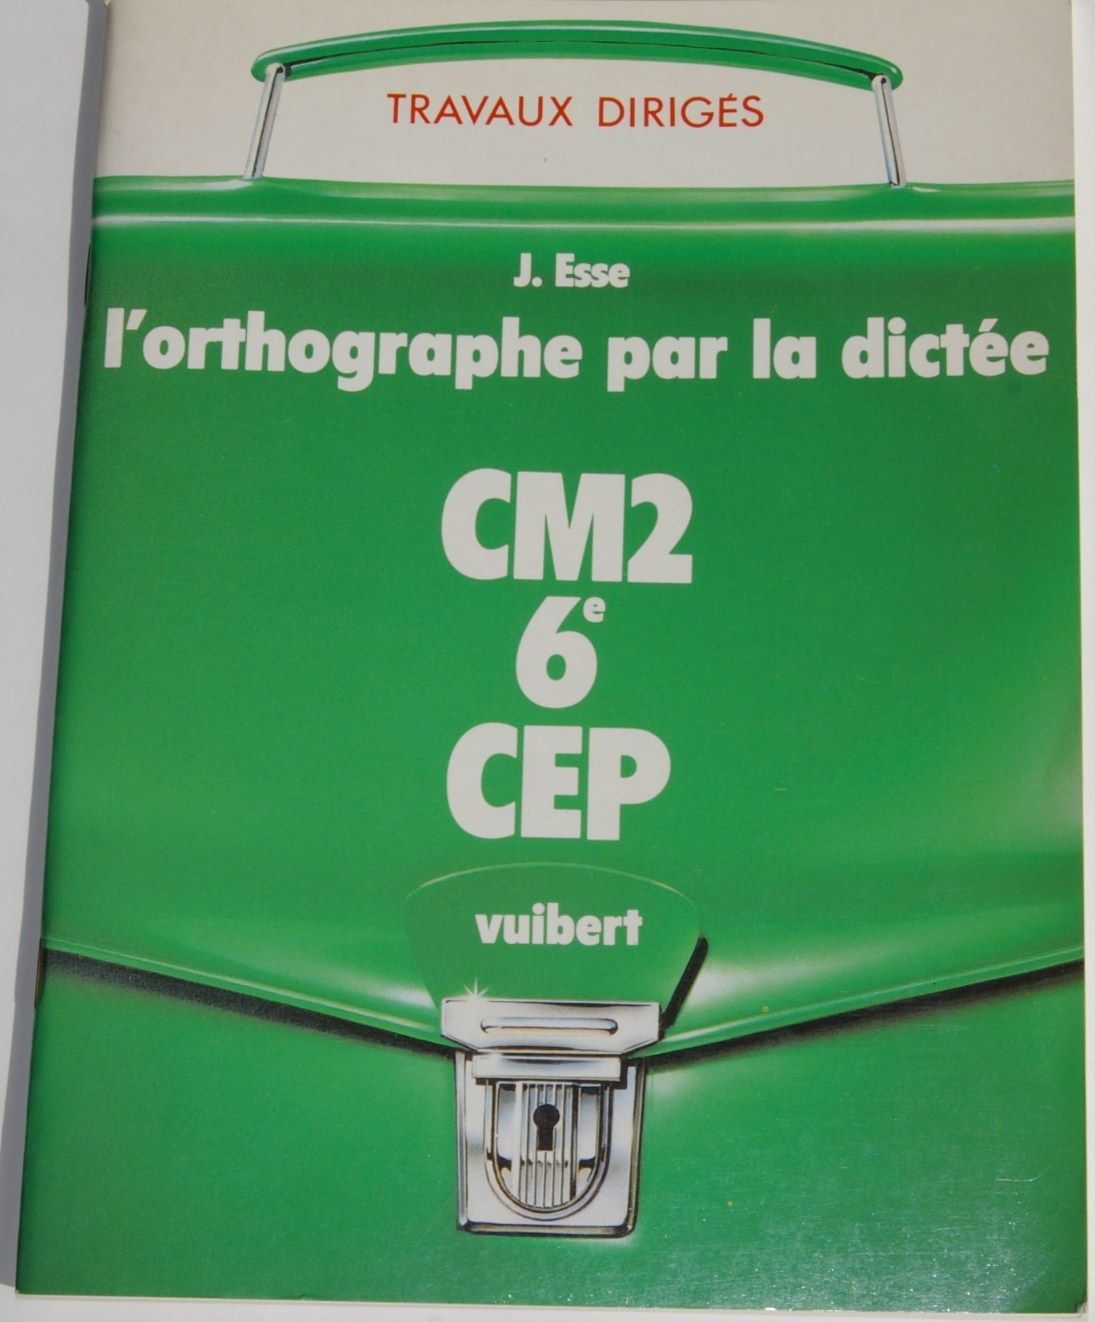 TRAVAUX DIRIGÉS
J. Esse
l'orthographe par la dictée
CM2
6e
CEP
vuibert